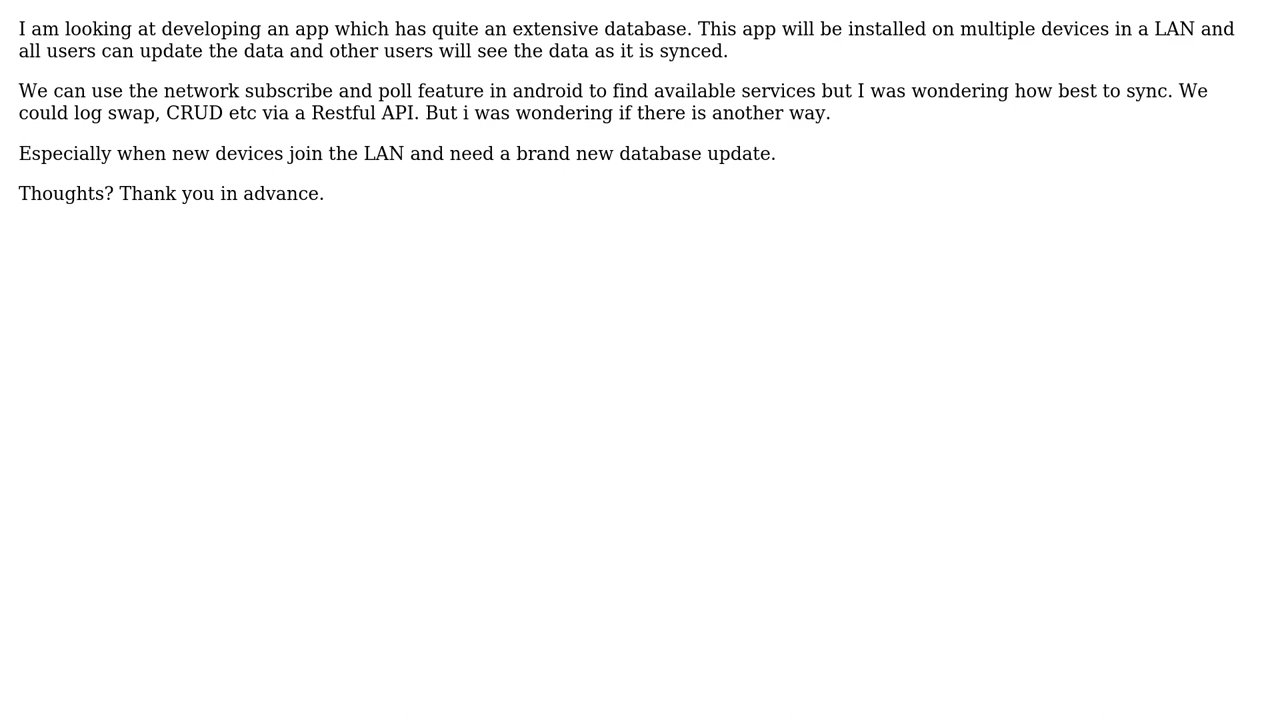 I am looking at developing an app which has quite an extensive database. This app will be installed on multiple devices in a LAN and
all users can update the data and other users will see the data as it is synced.
We can use the network subscribe and poll feature in android to find available services but I was wondering how best to sync. We
could log swap, CRUD etc via a Restful API. But i was wondering if there is another way.
Especially when new devices join the LAN and need a brand new database update.
Thoughts? Thank you in advance.